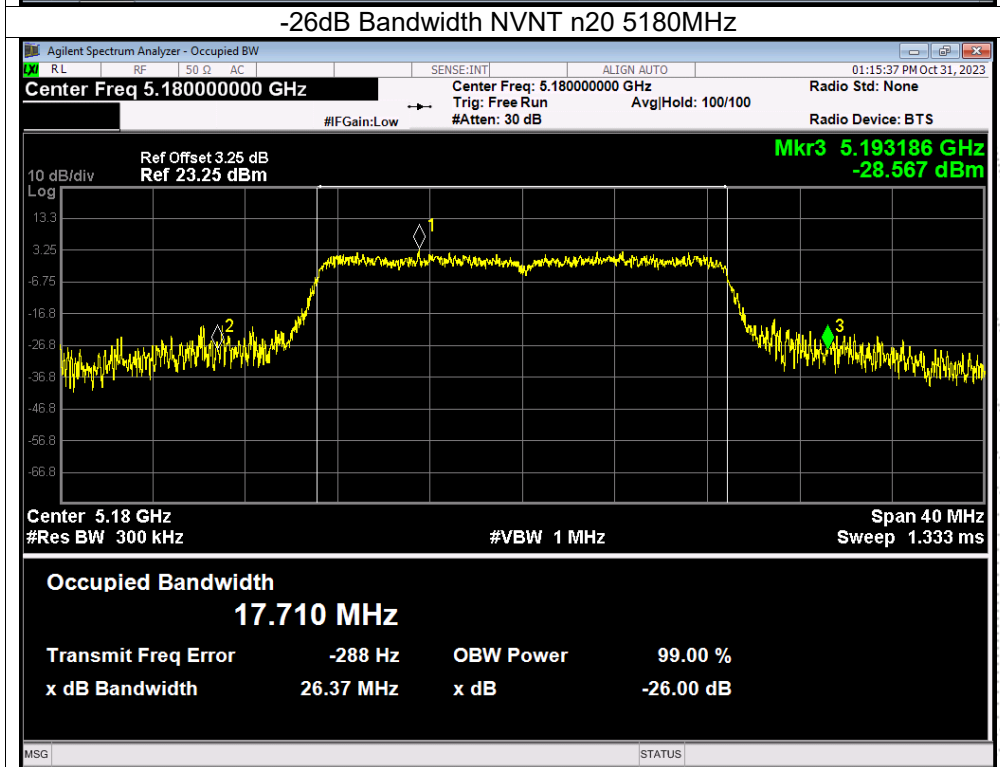 -26dB Bandwidth NVNT n20 5180MHz
Agilent Spectrum Analyzer - Occupied BW
LXI RL RF 50 Ω AC SENSE:INT ALIGN AUTO 01:15:37 PM Oct 31, 2023
Center Freq 5.180000000 GHz Center Freq: 5.180000000 GHz Radio Std: None
Trig: Free Run Avg|Hold: 100/100
#IFGain:Low #Atten: 30 dB Radio Device: BTS
Mkr3 5.193186 GHz
-28.567 dBm
Ref Offset 3.25 dB
10 dB/div Ref 23.25 dBm
Log
13.3
3.25
-6.75
-16.8
-26.8
-36.8
-46.8
-56.8
-66.8
1
2
3
Center 5.18 GHz Span 40 MHz
#Res BW 300 kHz #VBW 1 MHz Sweep 1.333 ms
Occupied Bandwidth
17.710 MHz
Transmit Freq Error -288 Hz OBW Power 99.00 %
x dB Bandwidth 26.37 MHz x dB -26.00 dB
MSG STATUS